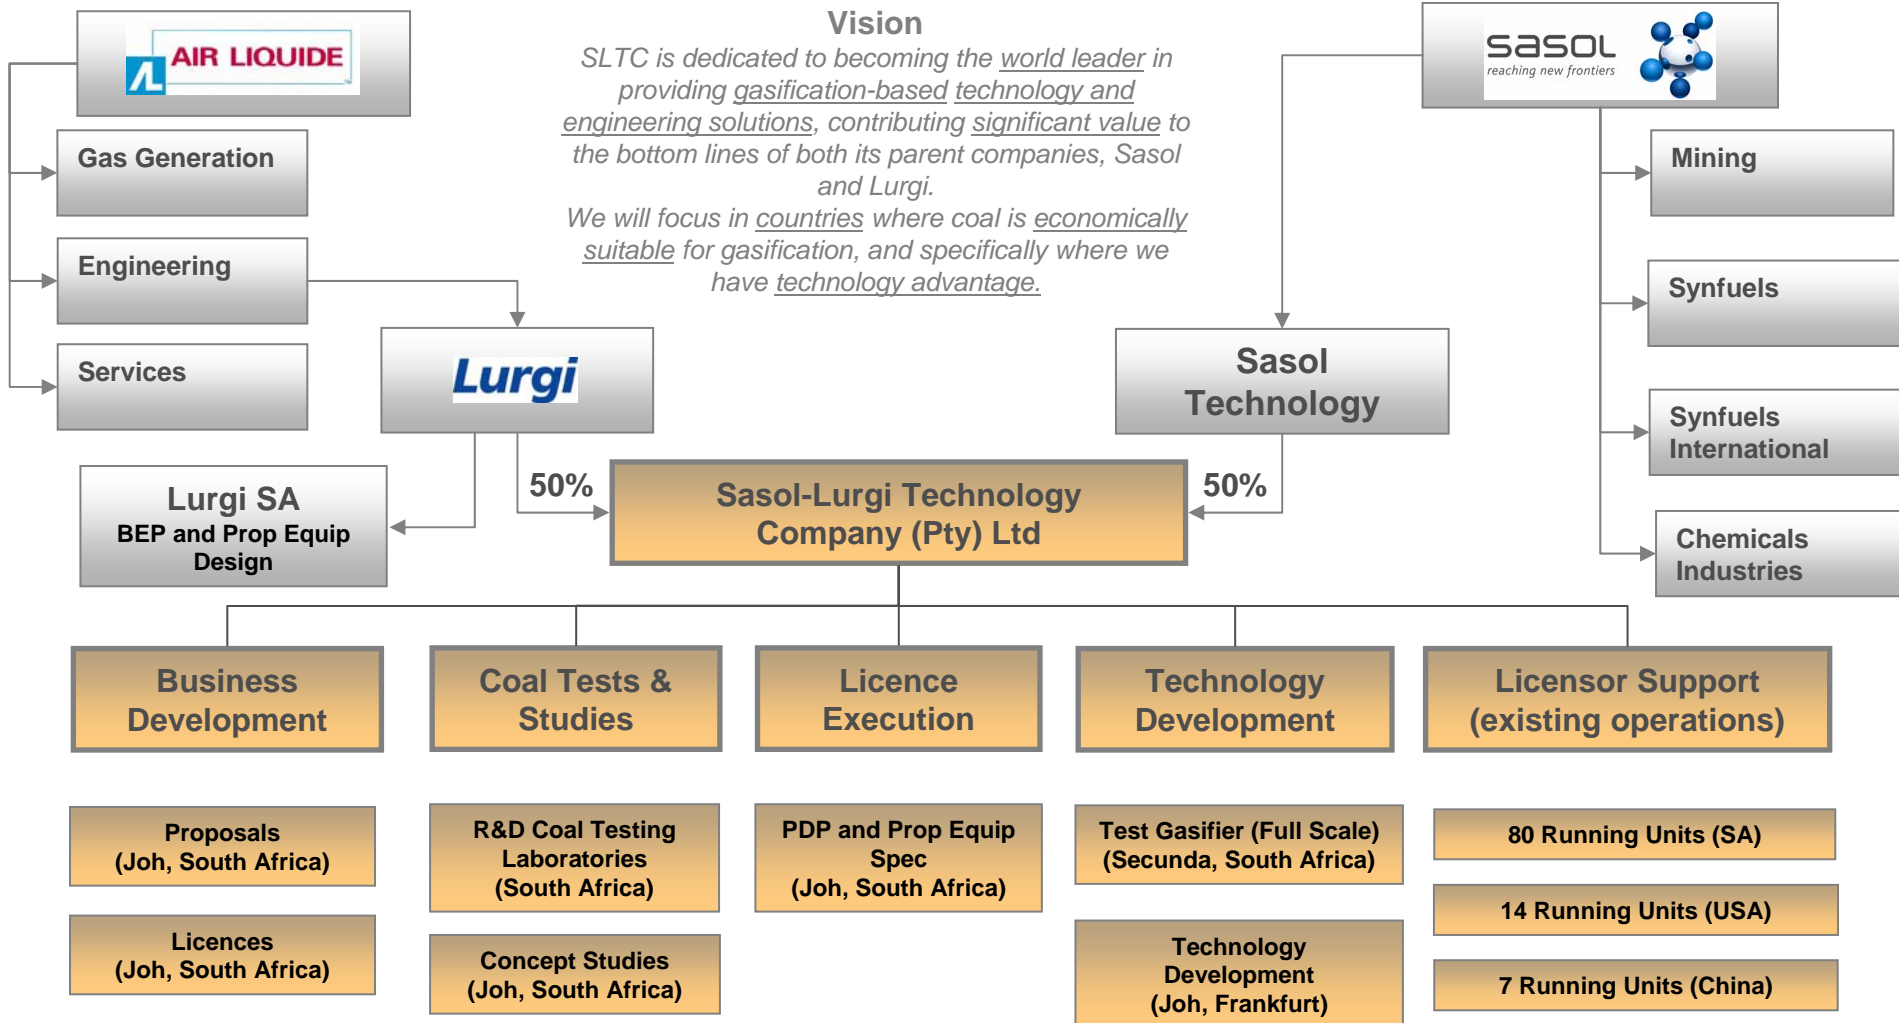 AIR LIQUIDE
Gas Generation
Engineering
Services
Vision
SLTC is dedicated to becoming the world leader in
providing gasification-based technology and
engineering solutions, contributing significant value to
the bottom lines of both its parent companies, Sasol
and Lurgi.
We will focus in countries where coal is economically
suitable for gasification, and specifically where we
have technology advantage.
sasol
reaching new frontiers
Mining
Synfuels
Synfuels
International
Chemicals
Industries
Lurgi
Sasol
Technology
Lurgi SA
BEP and Prop Equip
Design
50%
Sasol-Lurgi Technology
Company (Pty) Ltd
50%
Business
Development
Coal Tests &
Studies
Licence
Execution
Technology
Development
Licensor Support
(existing operations)
Proposals
(Joh, South Africa)
Licences
(Joh, South Africa)
R&D Coal Testing
Laboratories
(South Africa)
Concept Studies
(Joh, South Africa)
PDP and Prop Equip
Spec
(Joh, South Africa)
Test Gasifier (Full Scale)
(Secunda, South Africa)
Technology
Development
(Joh, Frankfurt)
80 Running Units (SA)
14 Running Units (USA)
7 Running Units (China)